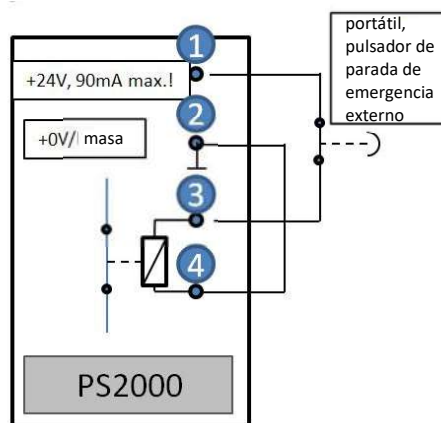 1
+24V, 90mA max.!
portátil,
pulsador de
parada de
emergencia
externo
2
+0V/ masa
3
4
PS2000